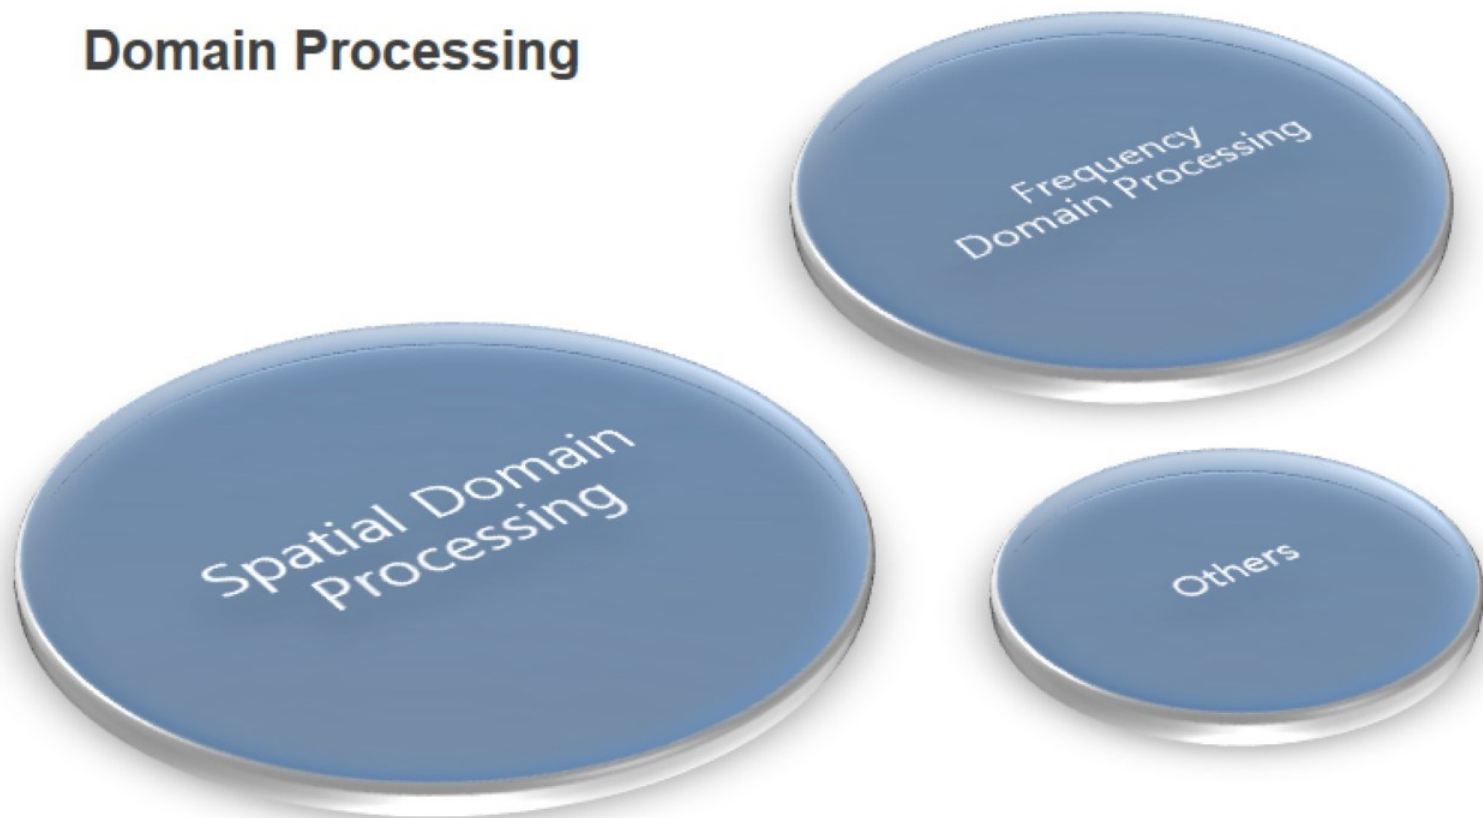 Domain Processing
Frequency
Domain Processing
Spatial Domain
Processing
Others